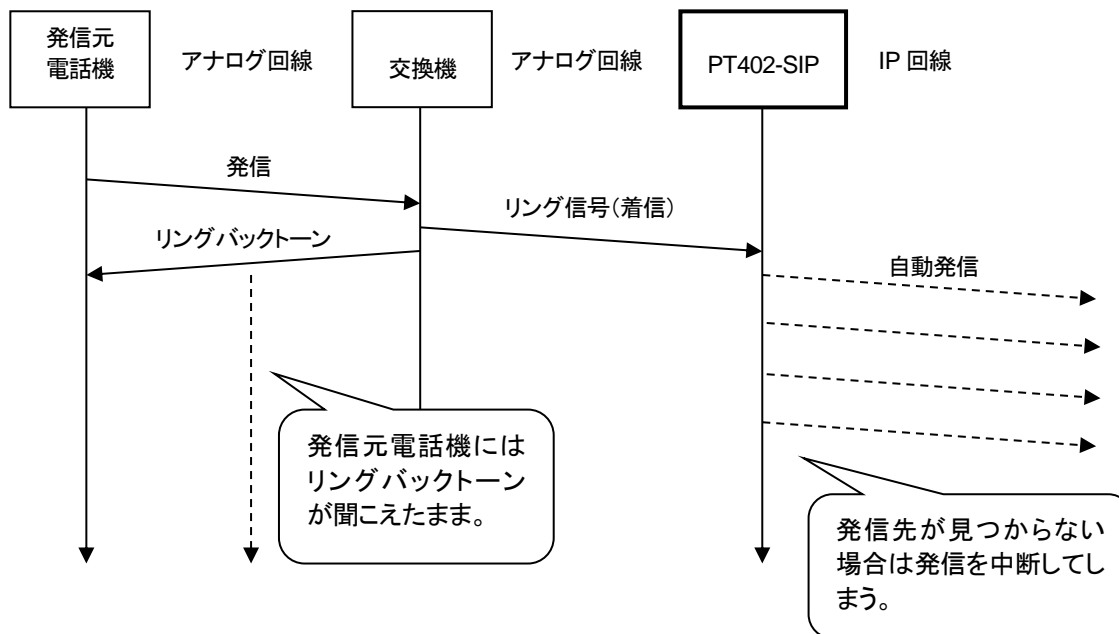 発信元
電話機
アナログ回線
交換機
アナログ回線
PT402-SIP
IP 回線
発信
リング信号（着信）
リングバックトーン
自動発信
発信元電話機には
リングバックトーン
が聞こえたまま。
発信先が見つからない
場合は発信を中断してし
まう。